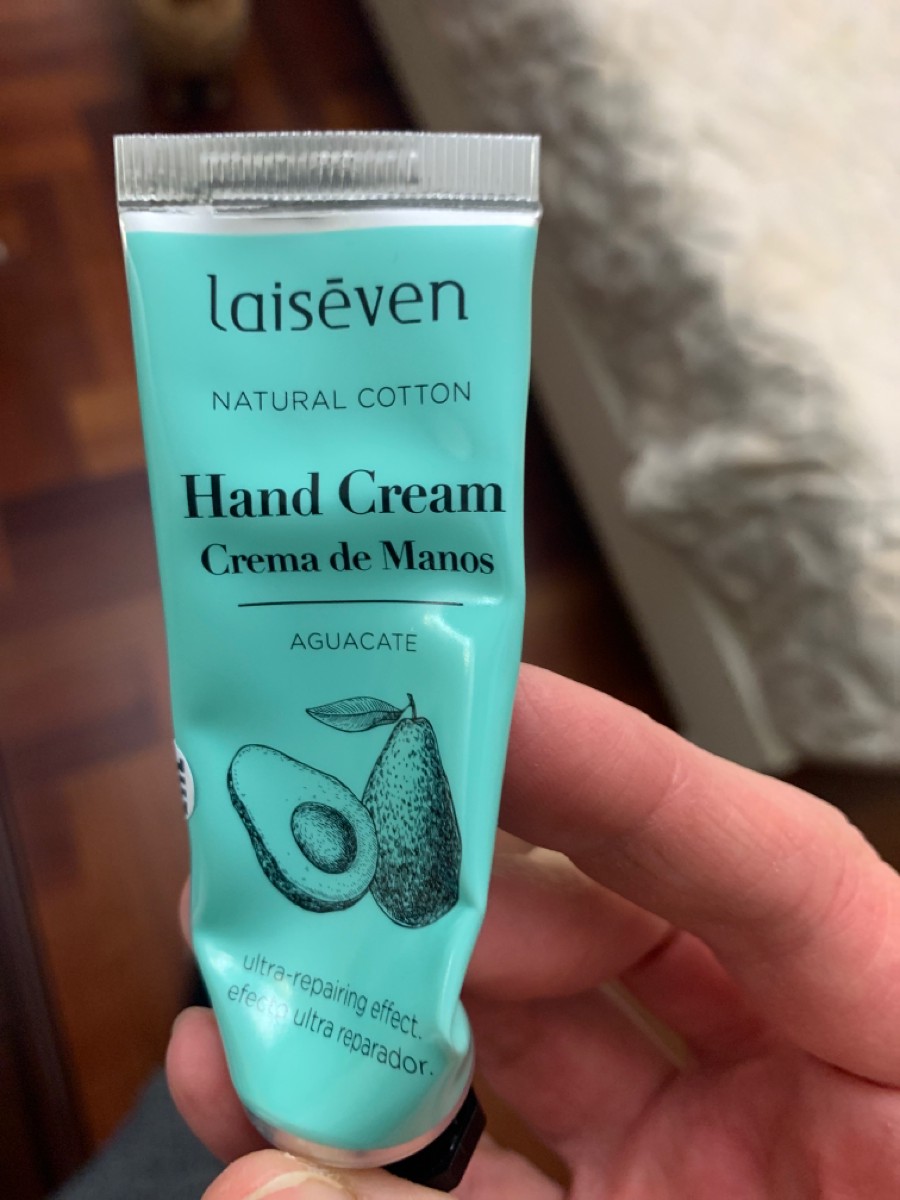 laisēven
NATURAL COTTON
Hand Cream
Crema de Manos
AGUACATE
ultra-repairing effect.
efecto ultra reparador.